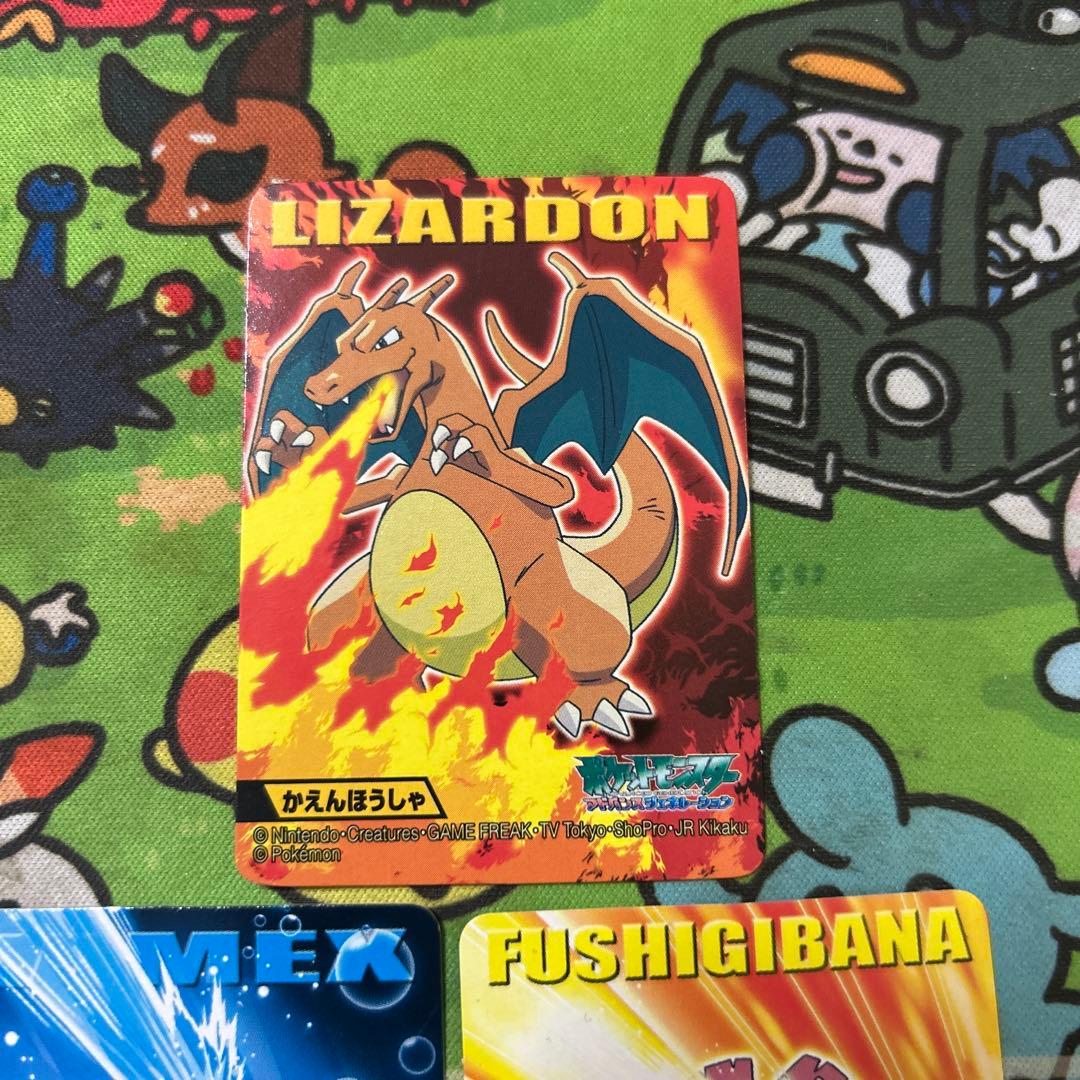 LIZARDON
かえんほうしゃ
ポケットモンスター
アドバンスジェネレーション
© Nintendo・Creatures・GAME FREAK・TV Tokyo・ShoPro・JR Kikaku
© Pokémon
MEX
FUSHIGIBANA